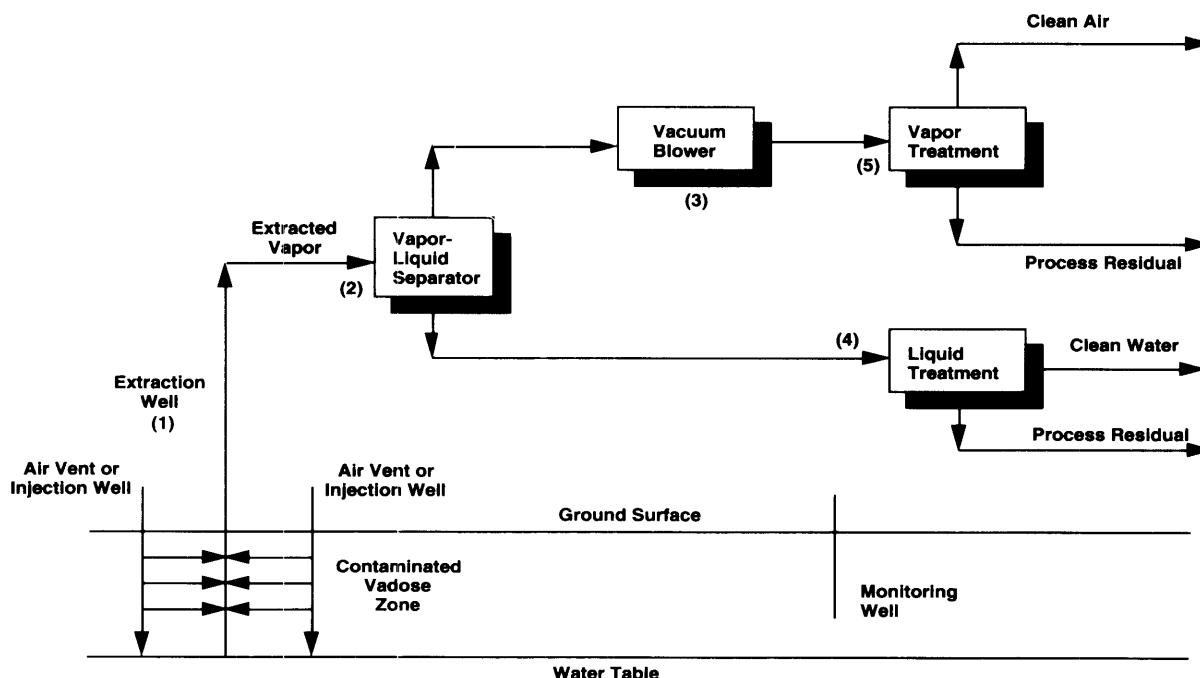 Clean Air
Vacuum
Blower
(3)
Vapor
Treatment
(5)
Process Residual
Extracted
Vapor
Vapor-
Liquid
Separator
(2)
(4)
Liquid
Treatment
Clean Water
Process Residual
Extraction
Well
(1)
Air Vent or
Injection Well
Air Vent or
Injection Well
Ground Surface
Contaminated
Vadose
Zone
Monitoring
Well
Water Table